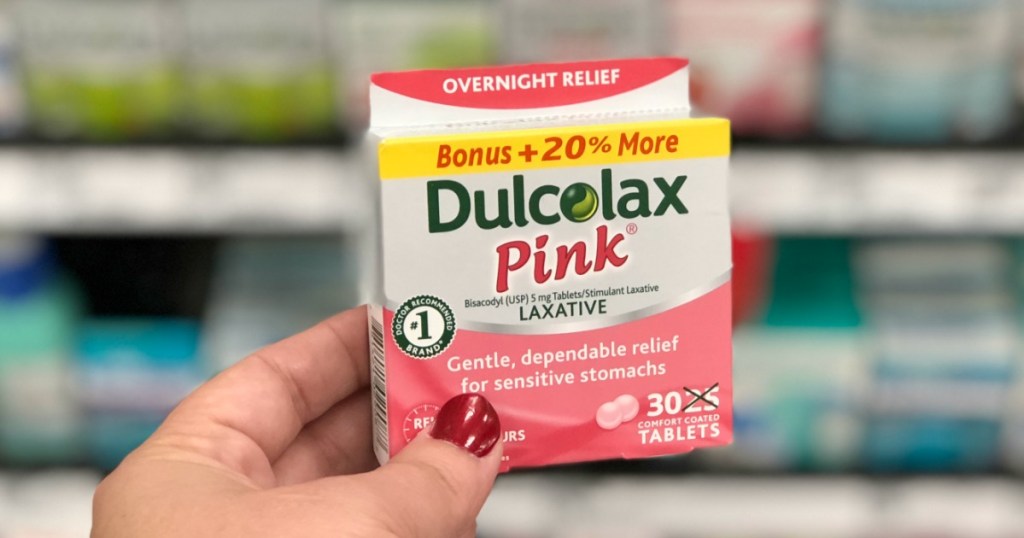 OVERNIGHT RELIEF
Bonus + 20% More
Dulcolax
Pink®
Bisacodyl (USP) 5 mg Tablets/Stimulant Laxative
LAXATIVE
DOCTOR RECOMMENDED
#1
BRAND
Gentle, dependable relief
for sensitive stomachs
30 25
COMFORT COATED
TABLETS